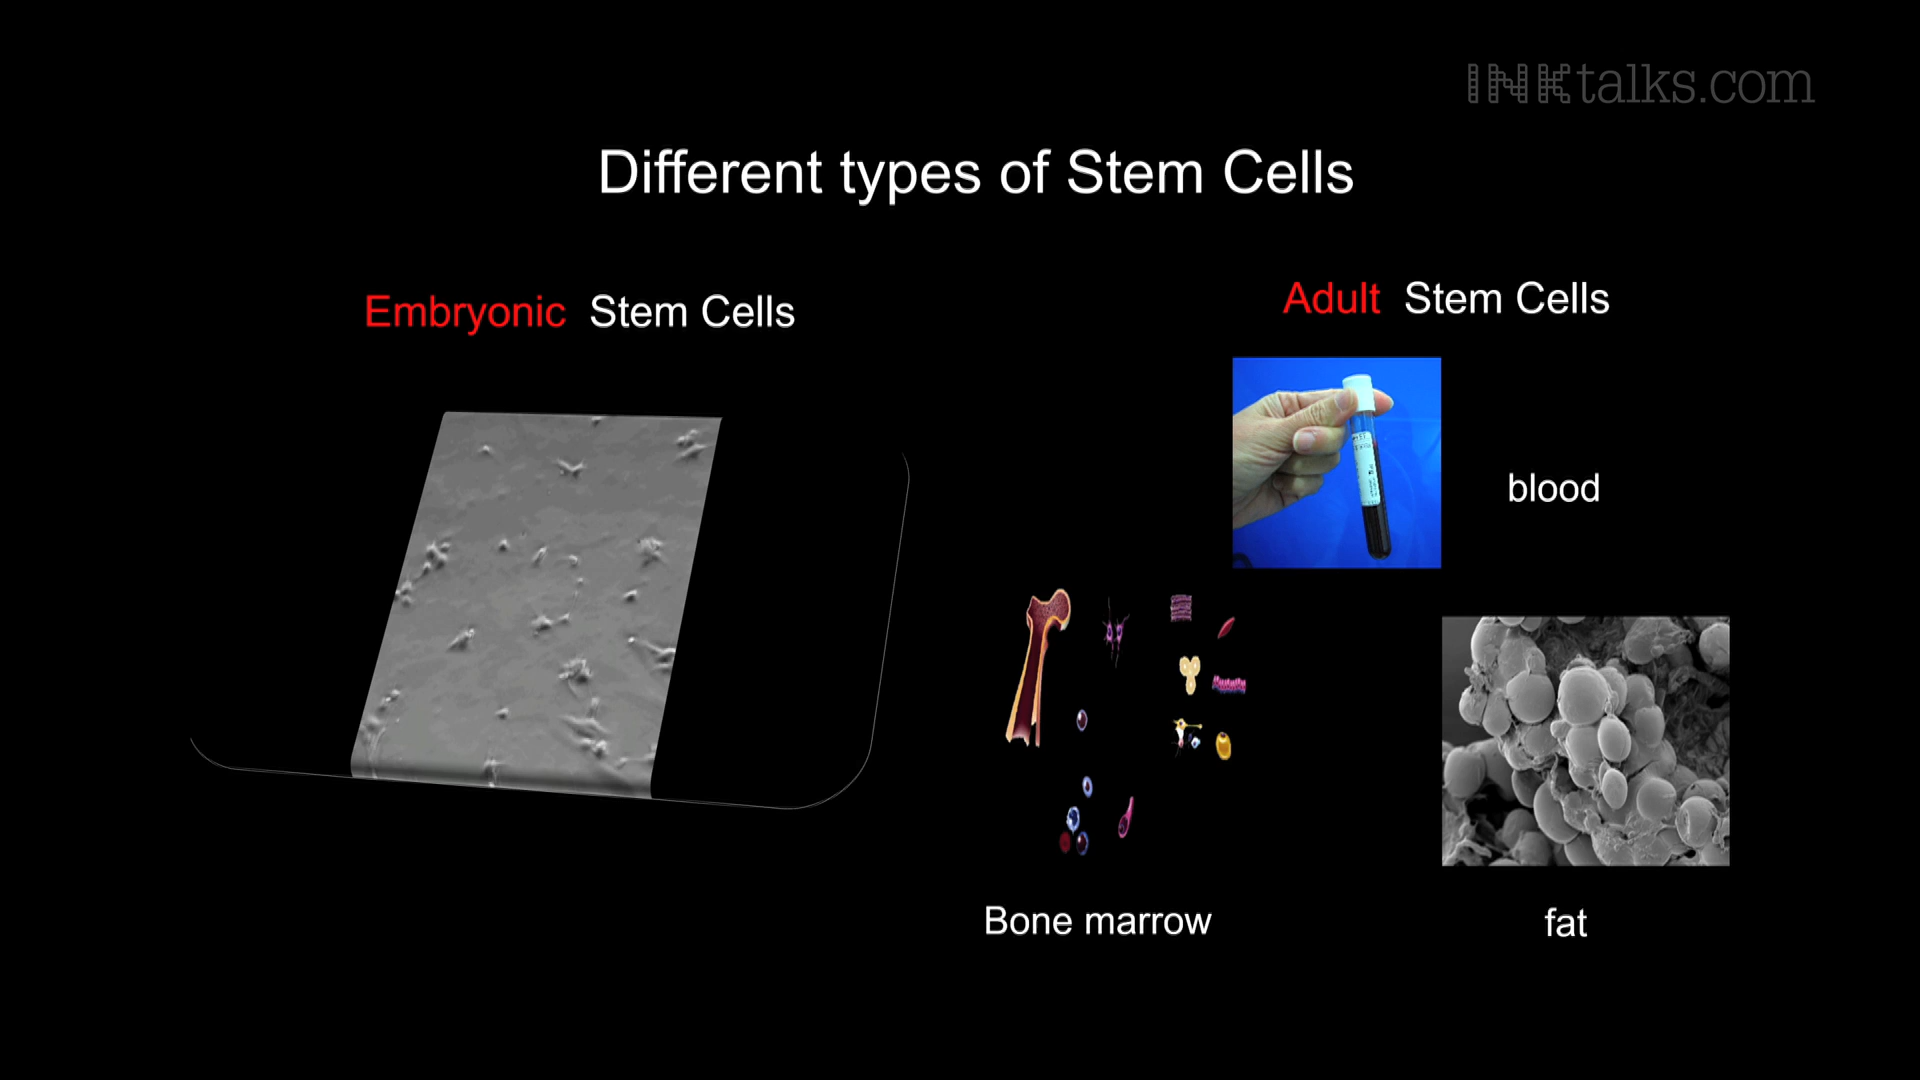 INKtalks.com
Different types of Stem Cells
Embryonic Stem Cells
Adult Stem Cells
blood
Bone marrow
fat